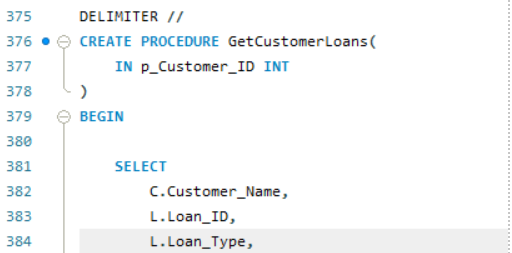 375 DELIMITER //
376 CREATE PROCEDURE GetCustomerLoans(
377 IN p_Customer_ID INT
378 )
379 BEGIN
380
381 SELECT
382 C.Customer_Name,
383 L.Loan_ID,
384 L.Loan_Type,